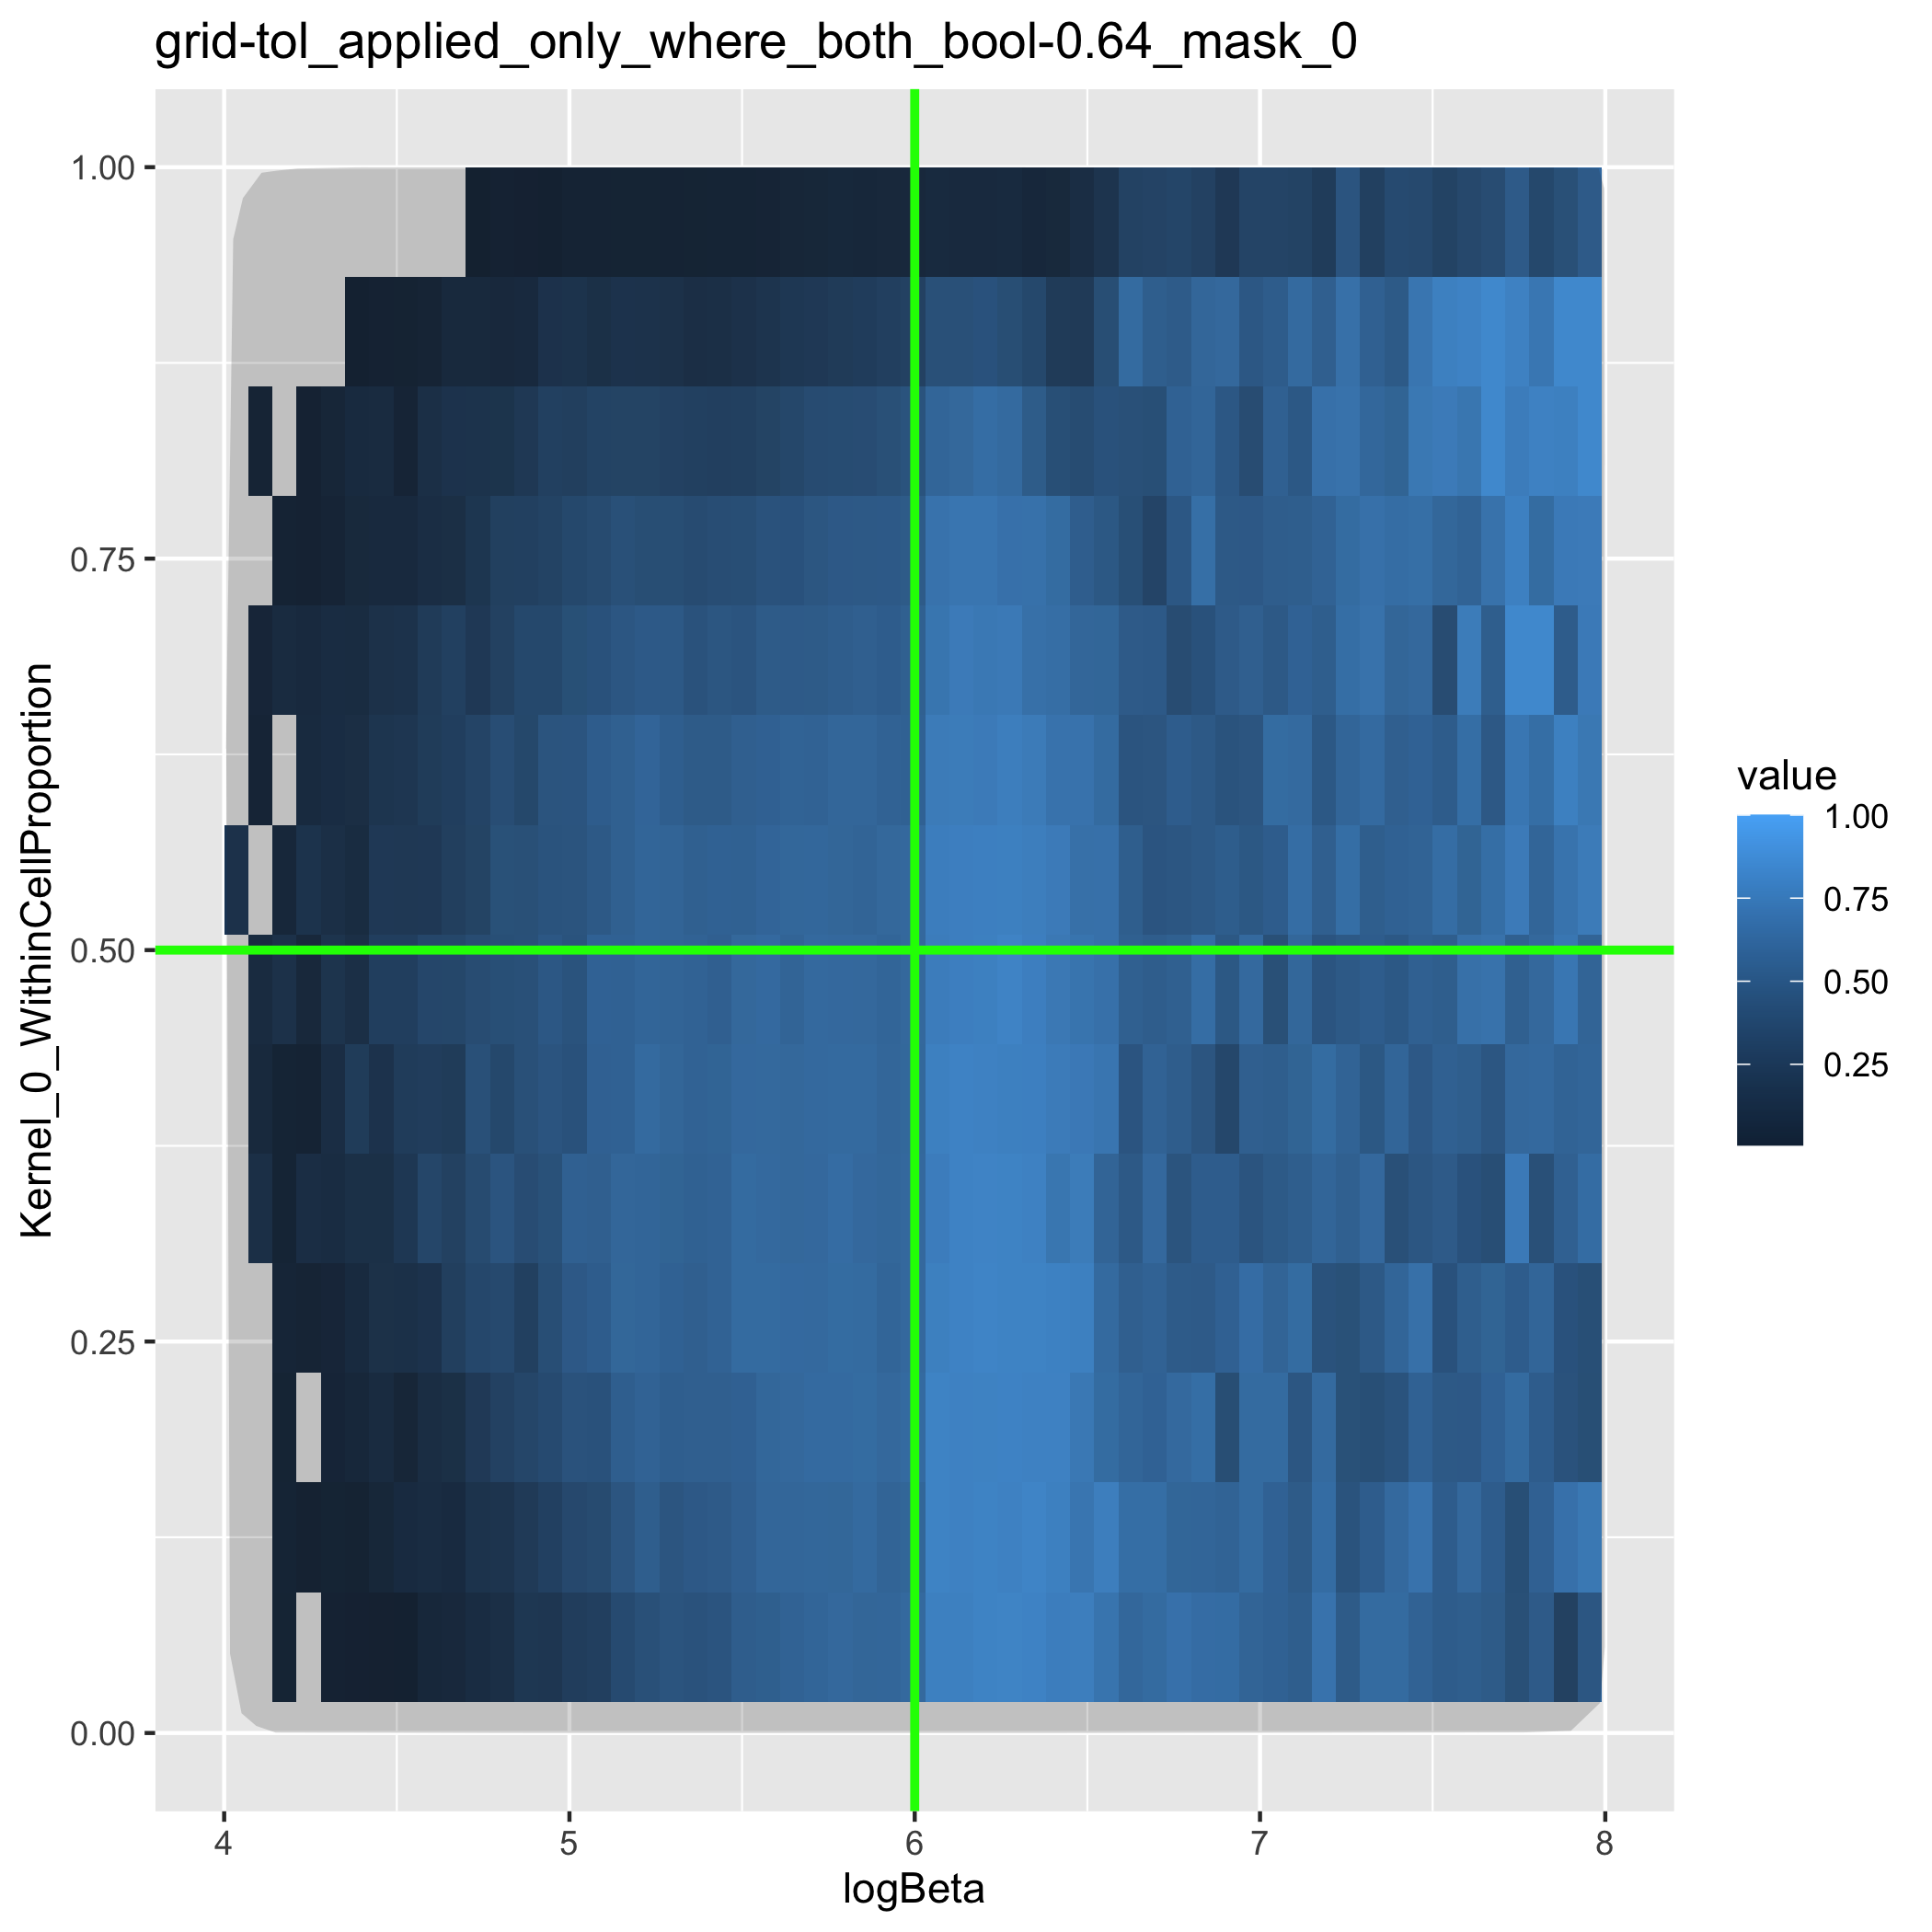 grid-tol_applied_only_where_both_bool-0.64_mask_0
1.00
0.75
0.50
0.25
0.00
Kernel_0_WithinCellProportion
4 5 6 7 8
logBeta
value
1.00
0.75
0.50
0.25